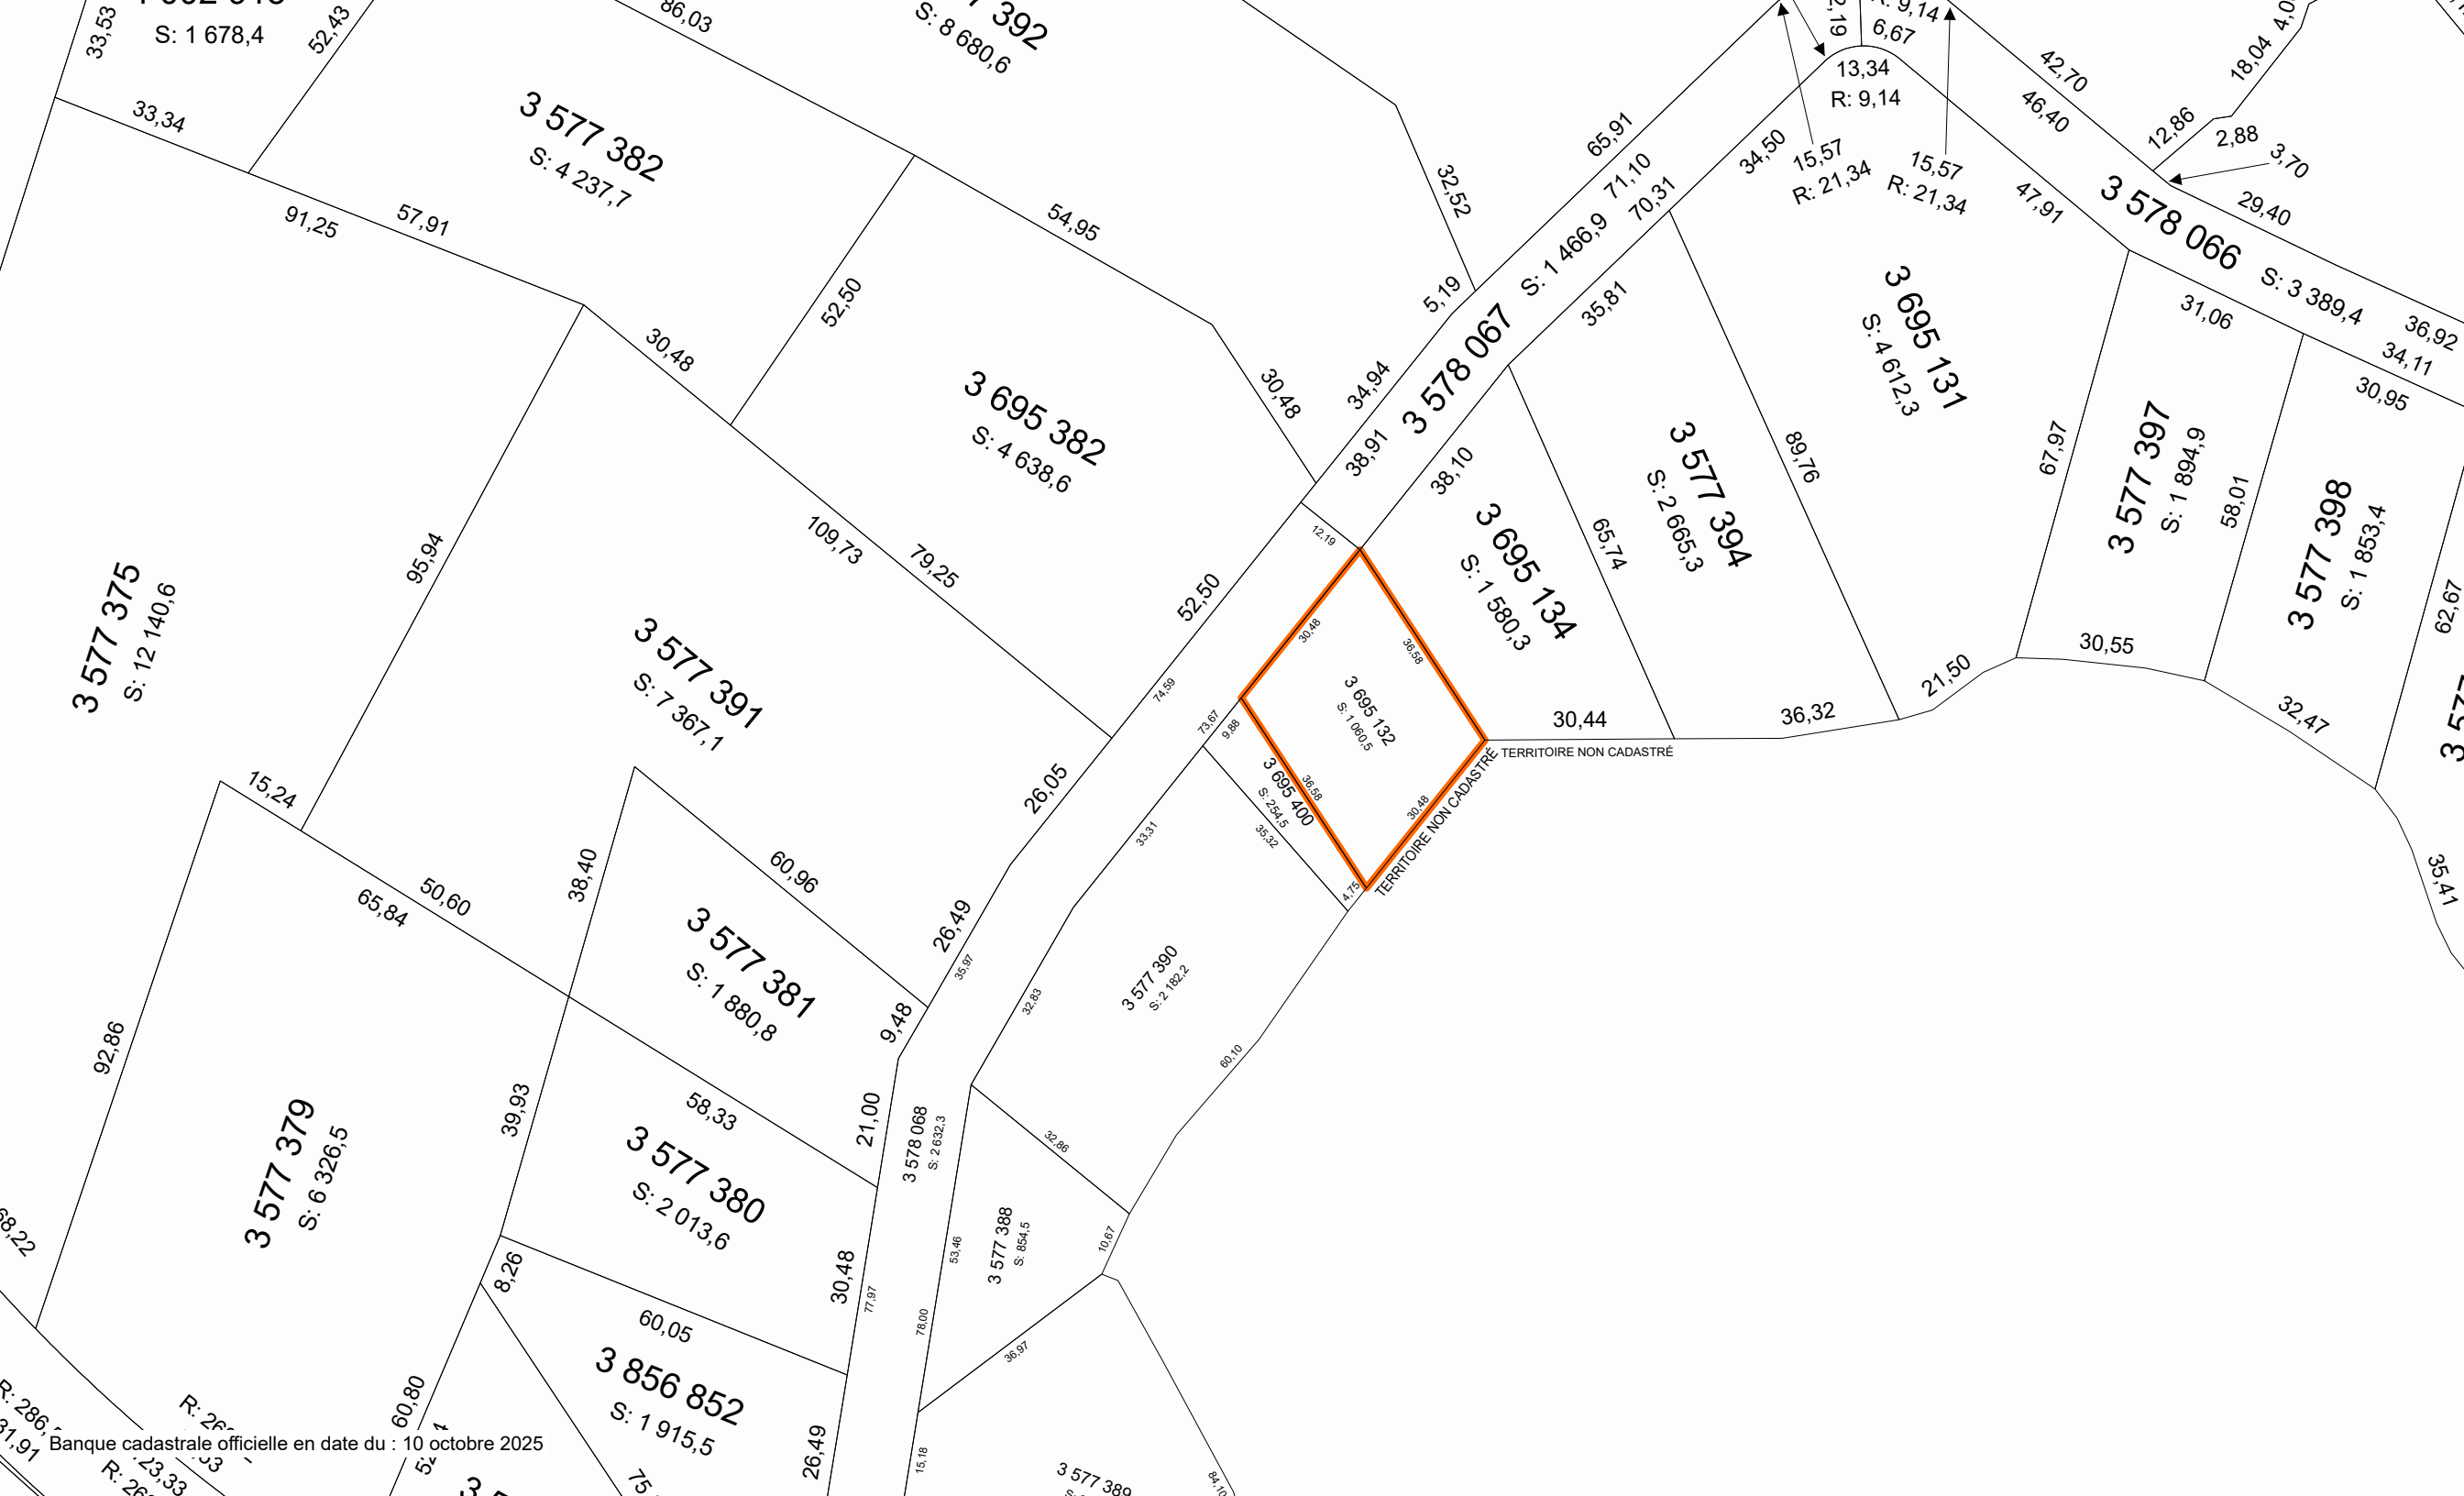 33,53
S: 1 678,4
52,43
86,03
392
S: 8 680,6
R: 9,14
6,67
13,34
R: 9,14
42,70
46,40
18,04
12,86
2,88
3,70
29,40
33,34
91,25
57,91
3 577 382
S: 4 237,7
52,50
54,95
32,52
65,91
71,10
70,31
34,50
15,57
R: 21,34
15,57
R: 21,34
47,91
3 578 066
S: 3 389,4
36,92
34,11
30,95
31,06
30,48
3 695 382
S: 4 638,6
30,48
5,19
34,94
38,91
3 578 067
S: 1 466,9
35,81
38,10
3 695 131
S: 4 612,3
89,76
67,97
3 577 397
S: 1 894,9
58,01
3 577 398
S: 1 853,4
62,67
3 577 394
S: 2 665,3
65,74
3 695 134
S: 1 580,3
12,19
3 577 375
S: 12 140,6
95,94
109,73
79,25
52,50
74,59
3 577 391
S: 7 367,1
30,48
36,58
3 695 132
S: 1 060,5
36,58
30,48
73,67
9,88
3 695 400
S: 254,5
35,32
4,75
TERRITOIRE NON CADASTRÉ
TERRITOIRE NON CADASTRÉ
30,44
36,32
21,50
30,55
32,47
35,41
15,24
50,60
65,84
38,40
60,96
26,05
26,49
33,31
35,97
32,83
3 577 381
S: 1 880,8
9,48
21,00
3 577 390
S: 2 182,2
60,10
92,86
3 577 379
S: 6 326,5
39,93
58,33
3 577 380
S: 2 013,6
3 578 068
S: 2 632,3
32,86
10,67
3 577 388
S: 854,5
53,46
30,48
77,97
78,00
36,97
8,26
60,05
3 856 852
S: 1 915,5
60,80
26,49
15,18
3 577 389
84,10
68,22
Banque cadastrale officielle en date du : 10 octobre 2025
23,33
31,91
75